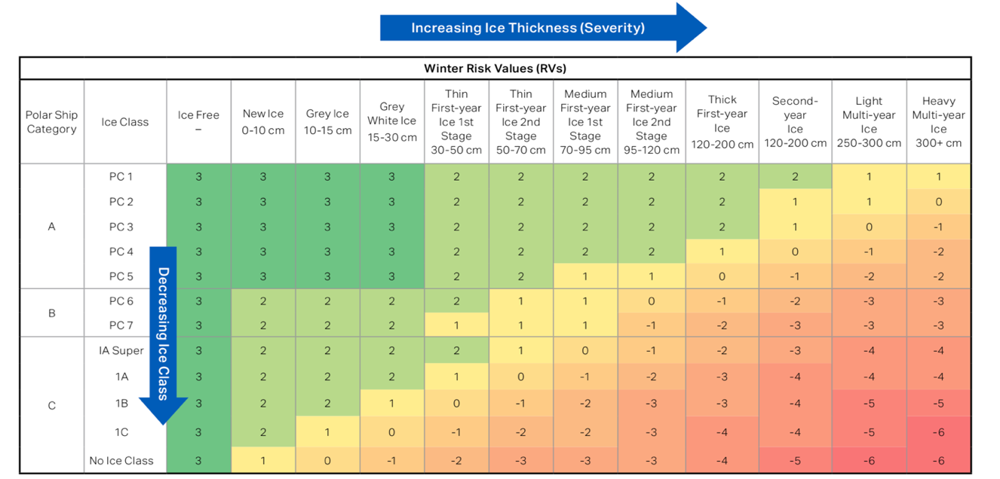 Increasing Ice Thickness (Severity)
Winter Risk Values (RVs)
Polar Ship
Category
Ice Class
Ice Free
–
New Ice
0-10 cm
Grey Ice
10-15 cm
Grey
White Ice
15-30 cm
Thin
First-year
Ice 1st
Stage
30-50 cm
Thin
First-year
Ice 2nd
Stage
50-70 cm
Medium
First-year
Ice 1st
Stage
70-95 cm
Medium
First-year
Ice 2nd
Stage
95-120 cm
Thick
First-year
Ice
120-200 cm
Second-
year
Ice
120-200 cm
Light
Multi-year
Ice
250-300 cm
Heavy
Multi-year
Ice
300+ cm
A
PC 1 3 3 3 3 2 2 2 2 2 2 1 1
PC 2 3 3 3 3 2 2 2 2 2 1 1 0
PC 3 3 3 3 3 2 2 2 2 2 1 0 -1
PC 4 3 3 3 3 2 2 2 2 1 0 -1 -2
PC 5 3 3 3 3 2 2 1 1 0 -1 -2 -2
B
PC 6 3 2 2 2 2 1 1 0 -1 -2 -3 -3
PC 7 3 2 2 2 1 1 1 -1 -2 -3 -3 -3
C
IA Super 3 2 2 2 2 1 0 -1 -2 -3 -4 -4
1A 3 2 2 2 1 0 -1 -2 -3 -4 -4 -4
1B 3 2 2 1 0 -1 -2 -3 -3 -4 -5 -5
1C 3 2 1 0 -1 -2 -2 -3 -4 -4 -5 -6
No Ice Class 3 1 0 -1 -2 -3 -3 -3 -4 -5 -6 -6
Decreasing Ice Class